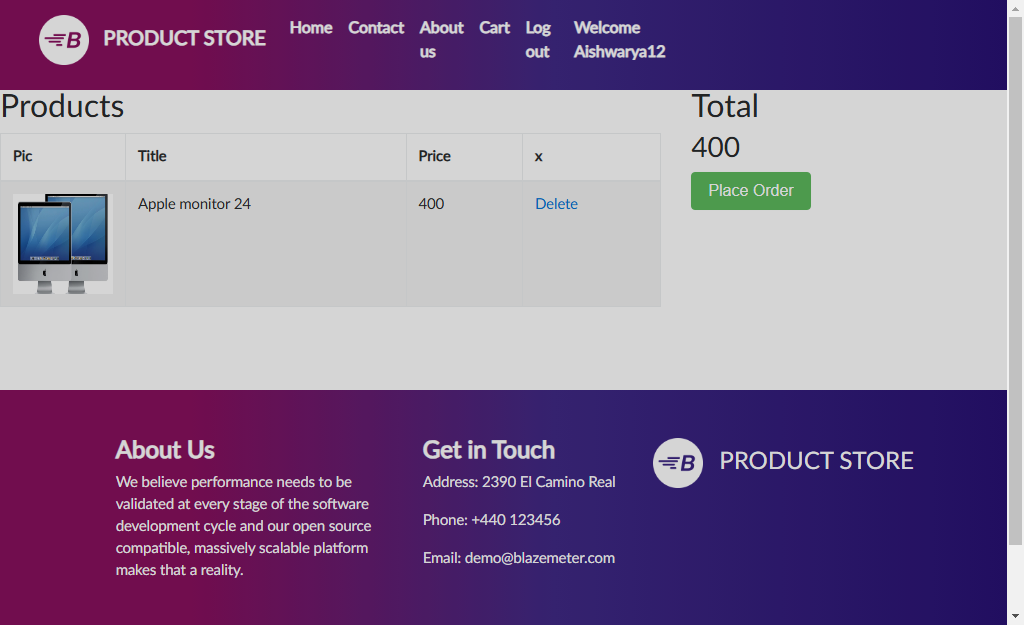 B PRODUCT STORE Home Contact About us Cart Log out Welcome Aishwarya12
Products
Pic Title Price x
Apple monitor 24 400 Delete
Total
400
Place Order
About Us
We believe performance needs to be
validated at every stage of the software
development cycle and our open source
compatible, massively scalable platform
makes that a reality.
Get in Touch
Address: 2390 El Camino Real
Phone: +440 123456
Email: demo@blazemeter.com
B PRODUCT STORE